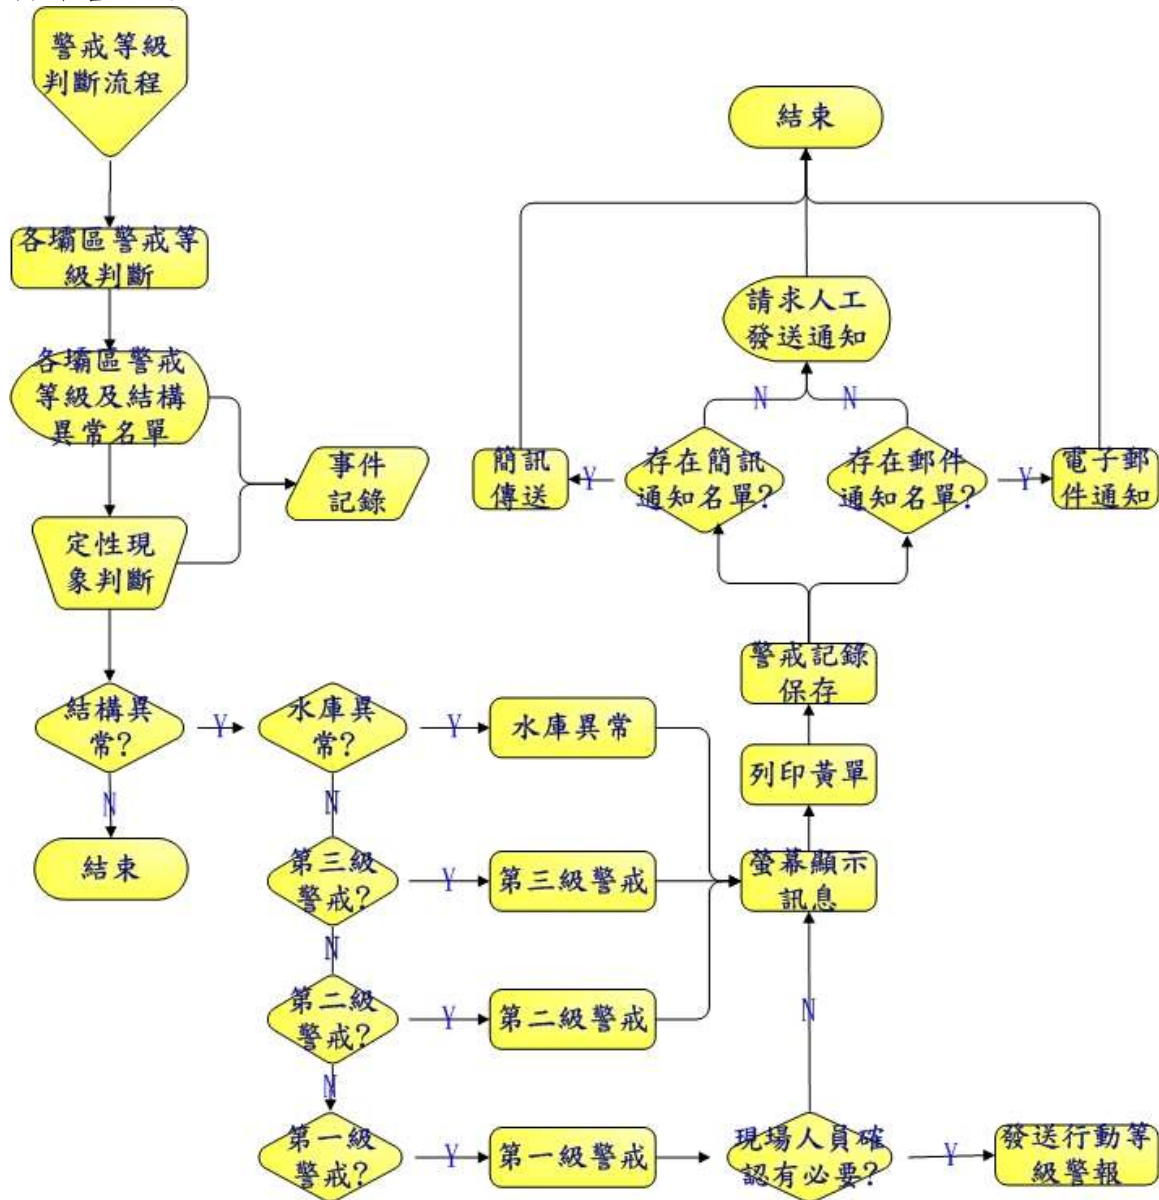 警戒等級
判斷流程
各壩區警戒等
級判斷
各壩區警戒
等級及結構
異常名單
事件
記錄
定性現
象判斷
結構異
常?
Y
N
結束
水庫異
常?
Y
水庫異常
N
第三級
警戒?
Y
第三級警戒
N
第二級
警戒?
Y
第二級警戒
N
第一級
警戒?
Y
第一級警戒
現場人員確
認有必要?
Y
發送行動等
級警報
N
螢幕顯示
訊息
列印黃單
警戒記錄
保存
存在簡訊
通知名單?
Y
簡訊
傳送
N
存在郵件
通知名單?
Y
電子郵
件通知
N
請求人工
發送通知
結束